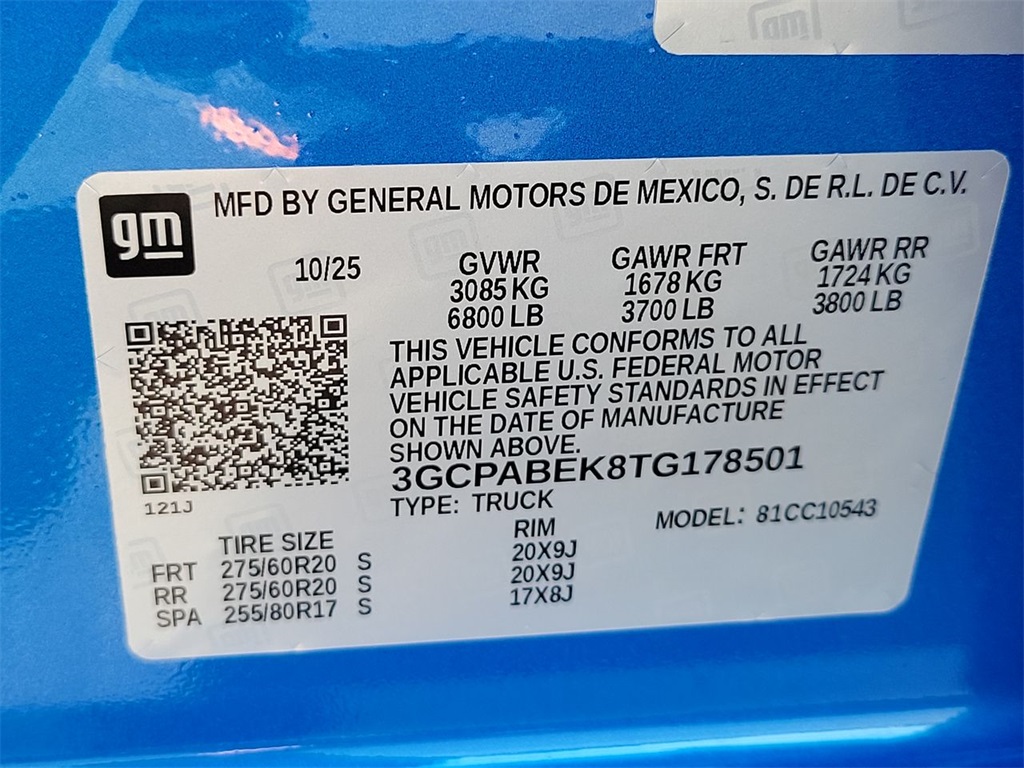 gm
MFD BY GENERAL MOTORS DE MEXICO, S. DE R.L. DE C.V.
10/25 GVWR GAWR FRT GAWR RR
3085 KG 1678 KG 1724 KG
6800 LB 3700 LB 3800 LB
THIS VEHICLE CONFORMS TO ALL
APPLICABLE U.S. FEDERAL MOTOR
VEHICLE SAFETY STANDARDS IN EFFECT
ON THE DATE OF MANUFACTURE
SHOWN ABOVE.
3GCPABEK8TG178501
121J
TYPE: TRUCK MODEL: 81CC10543
TIRE SIZE RIM
FRT 275/60R20 S 20X9J
RR 275/60R20 S 20X9J
SPA 255/80R17 S 17X8J